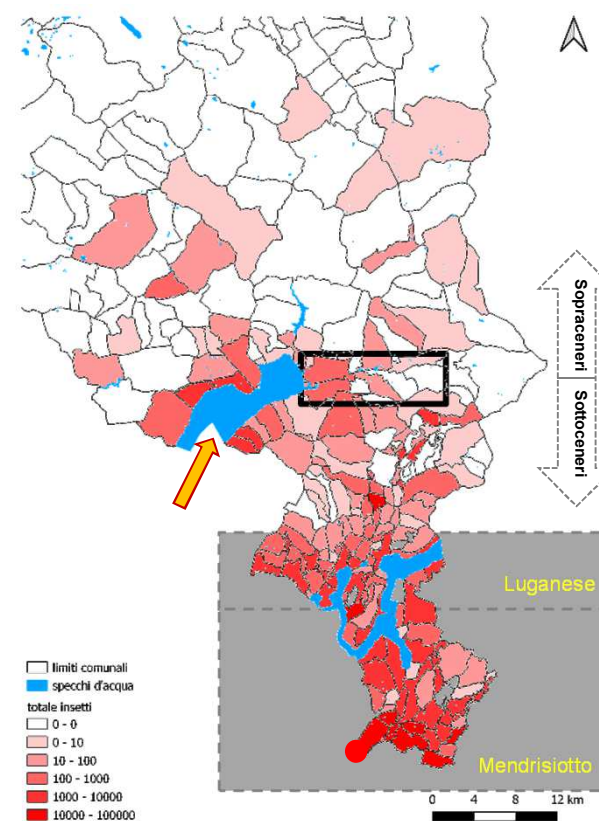 Sopraceneri
Sottoceneri
Luganese
limiti comunali
specchi d'acqua
totale insetti
0 - 0
0 - 10
10 - 100
100 - 1000
1000 - 10000
10000 - 100000
Mendrisiotto
0 4 8 12 km